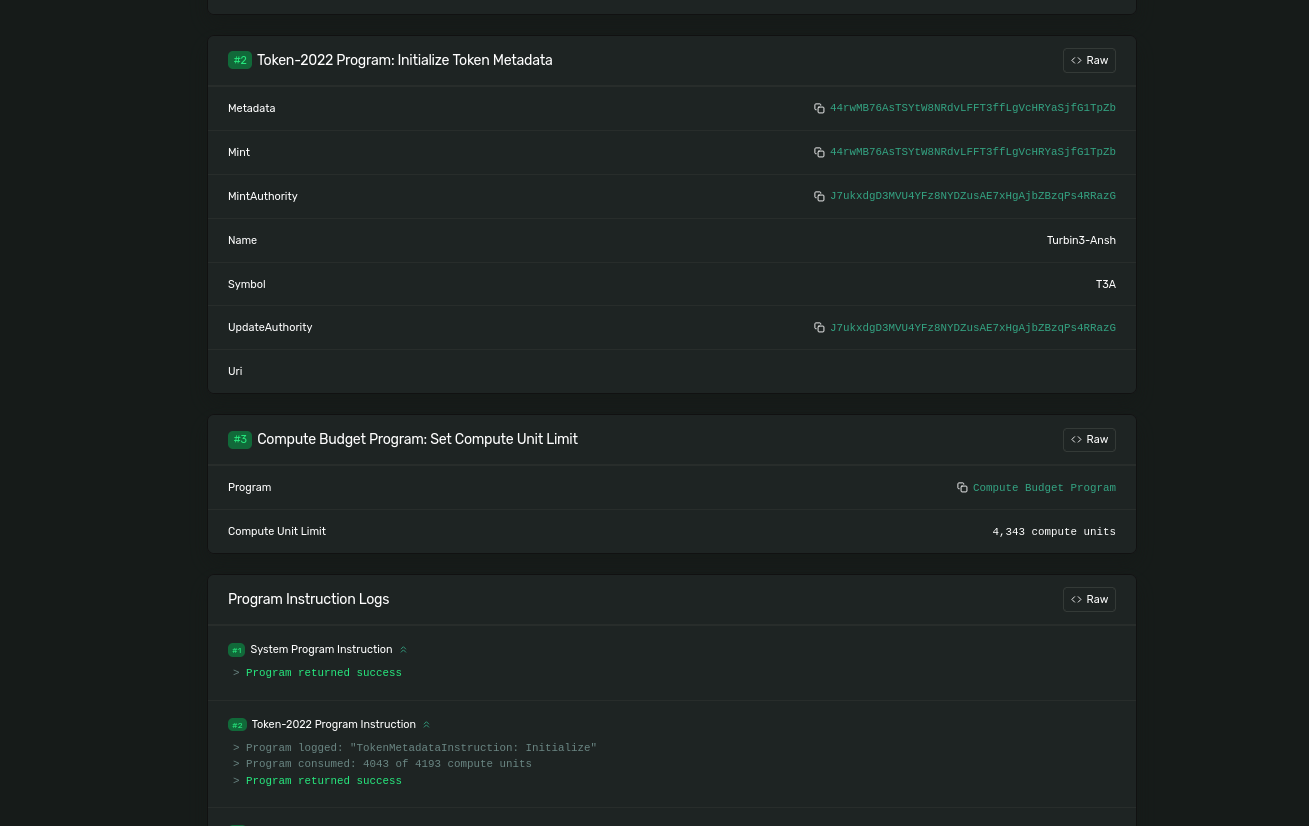 #2 Token-2022 Program: Initialize Token Metadata <> Raw
Metadata 44rwMB76AsTSYtW8NRdvLFFT3ffLgVcHRYaSjfG1TpZb
Mint 44rwMB76AsTSYtW8NRdvLFFT3ffLgVcHRYaSjfG1TpZb
MintAuthority J7ukxdgD3MVU4YFz8NYDZusAE7xHgAjbZBzqPs4RRazG
Name Turbin3-Ansh
Symbol T3A
UpdateAuthority J7ukxdgD3MVU4YFz8NYDZusAE7xHgAjbZBzqPs4RRazG
Uri
#3 Compute Budget Program: Set Compute Unit Limit <> Raw
Program Compute Budget Program
Compute Unit Limit 4,343 compute units
Program Instruction Logs <> Raw
#1 System Program Instruction
> Program returned success
#2 Token-2022 Program Instruction
> Program logged: "TokenMetadataInstruction: Initialize"
> Program consumed: 4043 of 4193 compute units
> Program returned success